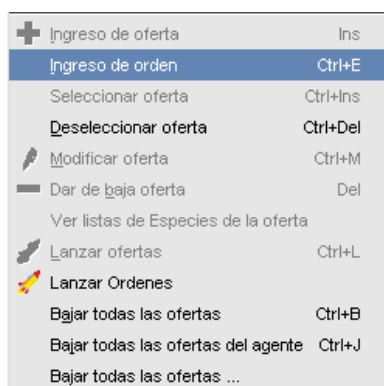 Ingreso de oferta Ins
Ingreso de orden Ctrl+E
Seleccionar oferta Ctrl+Ins
Deseleccionar oferta Ctrl+Del
Modificar oferta Ctrl+M
Dar de baja oferta Del
Ver listas de Especies de la oferta
Lanzar ofertas Ctrl+L
Lanzar Ordenes
Bajar todas las ofertas Ctrl+B
Bajar todas las ofertas del agente Ctrl+J
Bajar todas las ofertas ...